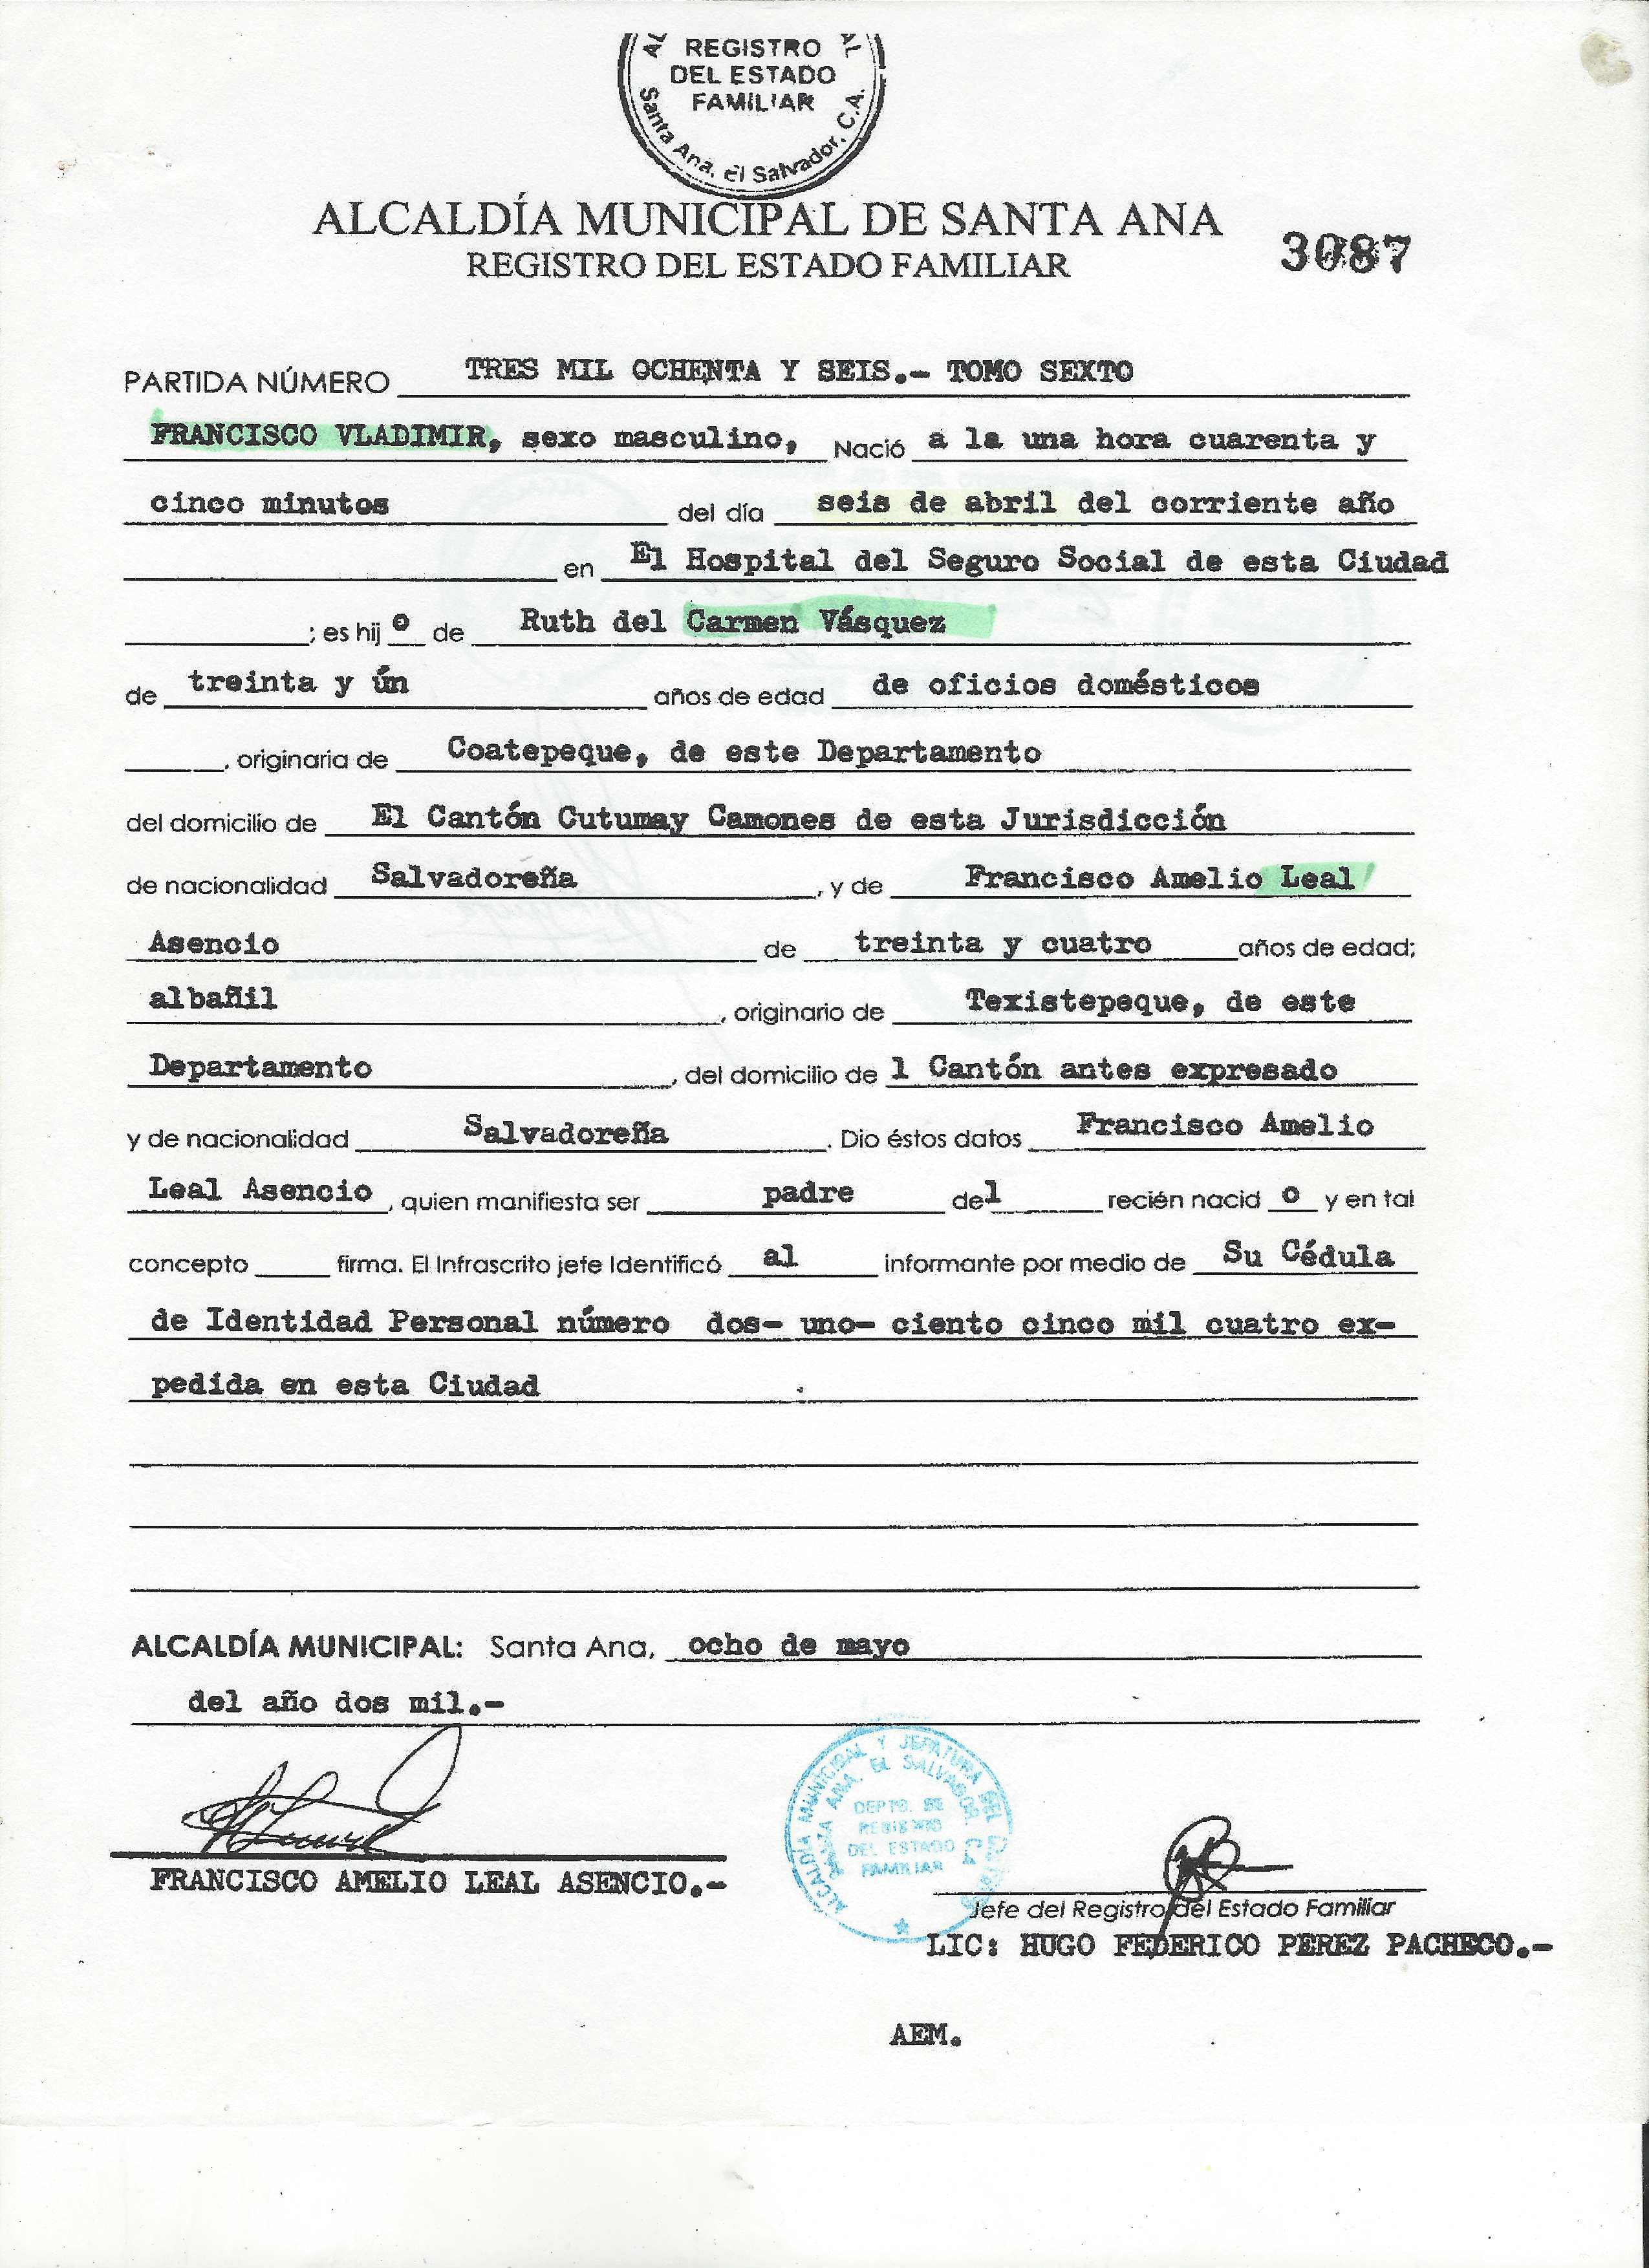 REGISTRO
DEL ESTADO
FAMILIAR
Santa Ana, El Salvador, C.A.
ALCALDÍA MUNICIPAL DE SANTA ANA
REGISTRO DEL ESTADO FAMILIAR
3087
PARTIDA NÚMERO TRES MIL OCHENTA Y SEIS.- TOMO SEXTO
FRANCISCO VLADIMIR, sexo masculino, Nació a la una hora cuarenta y
cinco minutos del día seis de abril del corriente año
en El Hospital del Seguro Social de esta Ciudad
; es hij o de Ruth del Carmen Vásquez
de treinta y ún años de edad de oficios domésticos
, originaria de Coatepeque, de este Departamento
del domicilio de El Cantón Cutumay Camones de esta Jurisdicción
de nacionalidad Salvadoreña , y de Francisco Amelio Leal
Asencio de treinta y cuatro años de edad;
albañil , originario de Texistepeque, de este
Departamento , del domicilio de l Cantón antes expresado
y de nacionalidad Salvadoreña . Dio éstos datos Francisco Amelio
Leal Asencio , quien manifiesta ser padre del recién nacid o y en tal
concepto firma. El Infrascrito jefe Identificó al informante por medio de Su Cédula
de Identidad Personal número dos- uno- ciento cinco mil cuatro ex-
pedida en esta Ciudad .
ALCALDÍA MUNICIPAL: Santa Ana, ocho de mayo
del año dos mil.-
ALCALDIA MUNICIPAL Y JEFATURA DEL
SANTA ANA, EL SALVADOR, C.A.
DEPTO. DE
REGISTRO
DEL ESTADO
FAMILIAR
FRANCISCO AMELIO LEAL ASENCIO.-
Jefe del Registro del Estado Familiar
LIC: HUGO FEDERICO PEREZ PACHECO.-
AEM.